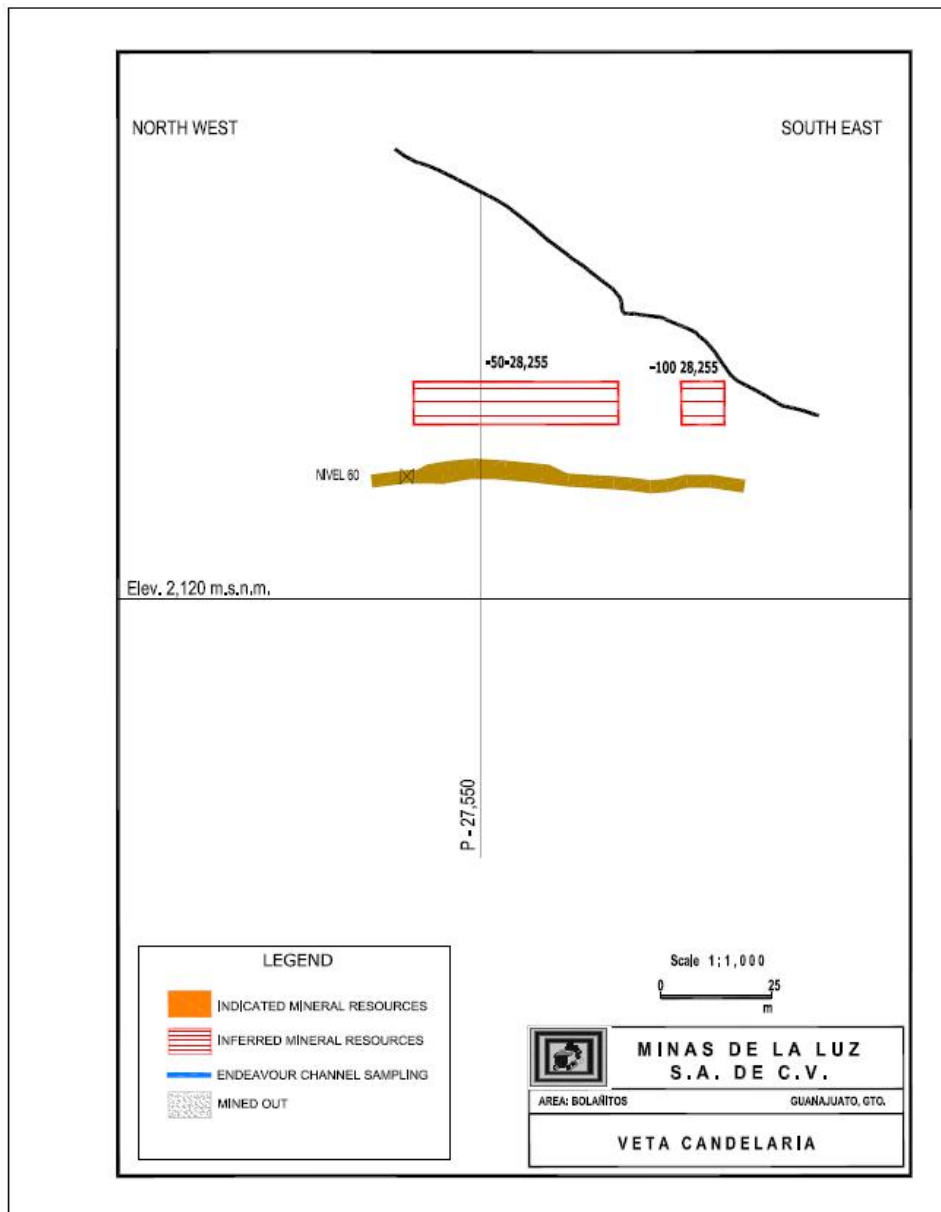 NORTH WEST
SOUTH EAST
-50-28,255
-100 28,255
NIVEL 60
Elev. 2,120 m.s.n.m.
P - 27,550
LEGEND
INDICATED MINERAL RESOURCES
INFERRED MINERAL RESOURCES
ENDEAVOUR CHANNEL SAMPLING
MINED OUT
Scale 1:1,000
0 25
m
MINAS DE LA LUZ
S.A. DE C.V.
AREA: BOLAÑITOS GUANAJUATO, GTO.
VETA CANDELARIA